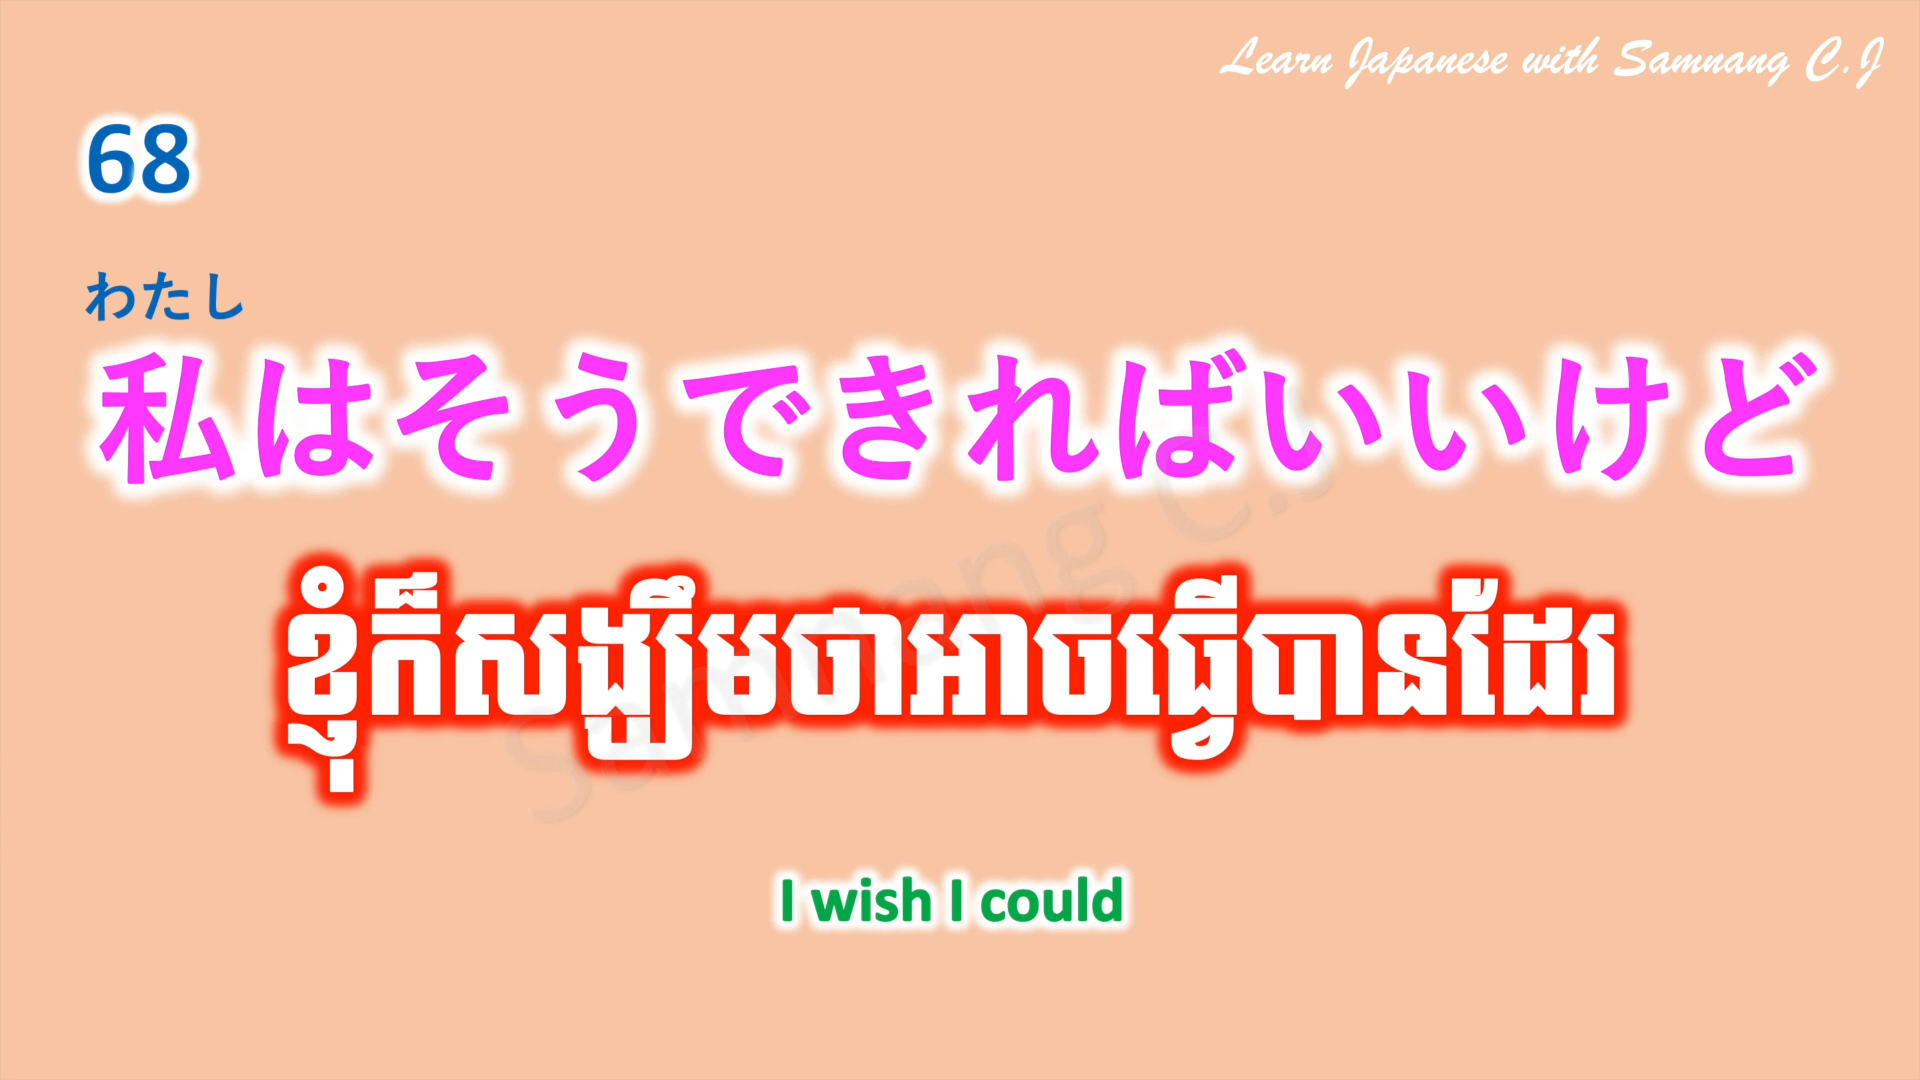 Learn Japanese with Samnang C.J
68
わたし
私はそうできればいいけど
ខ្ញុំក៏សង្ឃឹមថាអាចធ្វើបានដែរ
I wish I could
Samnang C.J